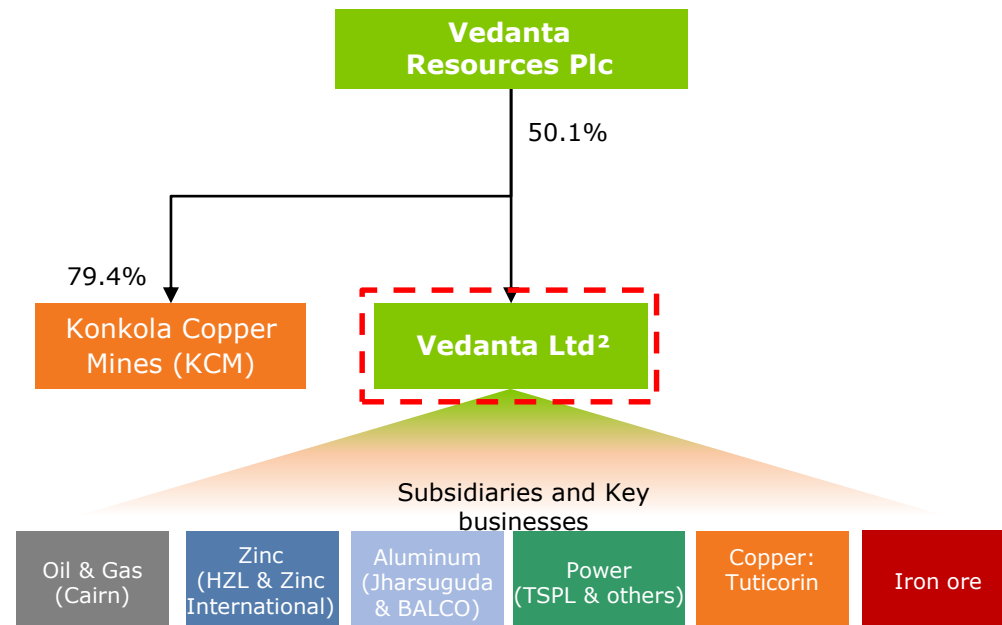 Vedanta
Resources Plc
50.1%
79.4%
Konkola Copper
Mines (KCM)
Vedanta Ltd²
Subsidiaries and Key
businesses
Oil & Gas
(Cairn)
Zinc
(HZL & Zinc
International)
Aluminum
(Jharsuguda
& BALCO)
Power
(TSPL & others)
Copper:
Tuticorin
Iron ore